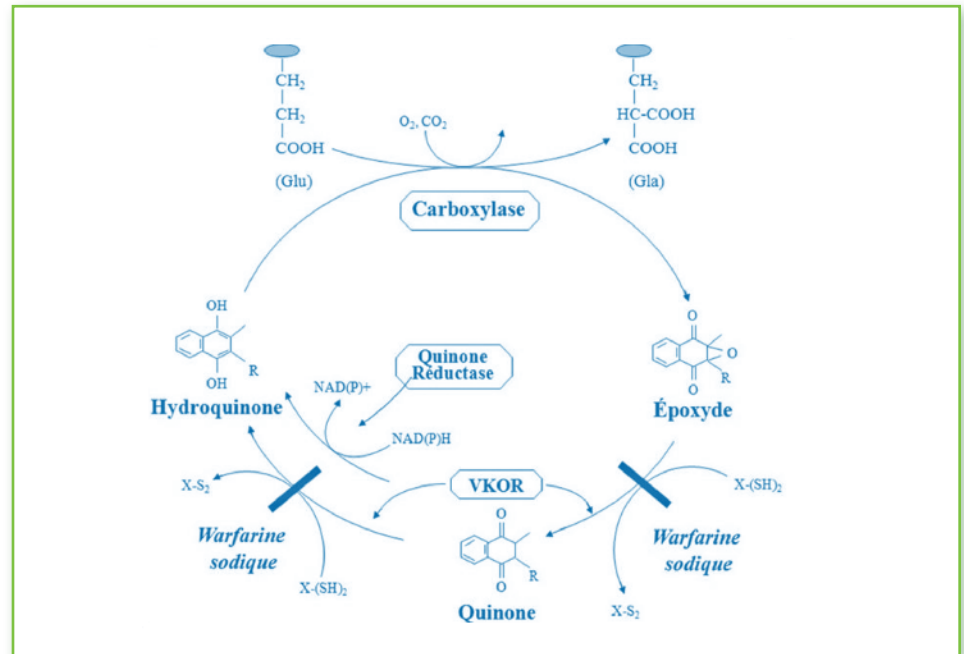 CH₂
CH₂
COOH
(Glu)
O₂, CO₂
CH₂
HC-COOH
COOH
(Gla)
Carboxylase
OH
R
OH
Hydroquinone
NAD(P)+
Quinone
Réductase
NAD(P)H
O
O
O
R
Époxyde
X-S₂
Warfarine
sodique
X-(SH)₂
VKOR
O
R
O
Quinone
X-(SH)₂
Warfarine
sodique
X-S₂